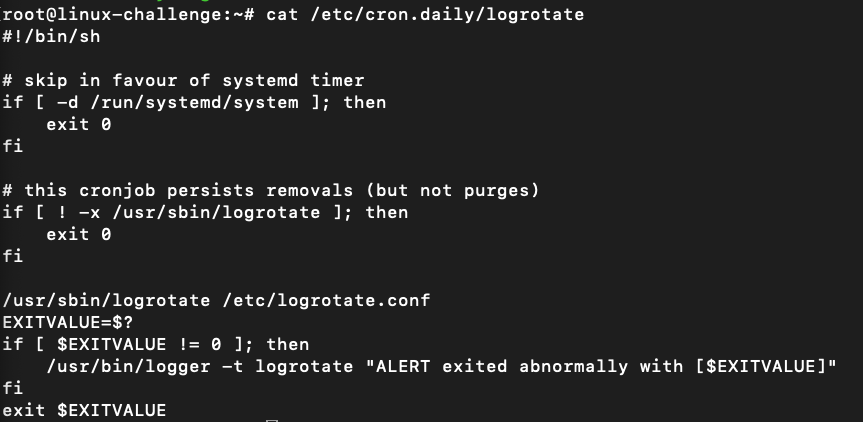 root@linux-challenge:~# cat /etc/cron.daily/logrotate
#!/bin/sh

# skip in favour of systemd timer
if [ -d /run/systemd/system ]; then
    exit 0
fi

# this cronjob persists removals (but not purges)
if [ ! -x /usr/sbin/logrotate ]; then
    exit 0
fi

/usr/sbin/logrotate /etc/logrotate.conf
EXITVALUE=$?
if [ $EXITVALUE != 0 ]; then
    /usr/bin/logger -t logrotate "ALERT exited abnormally with [$EXITVALUE]"
fi
exit $EXITVALUE